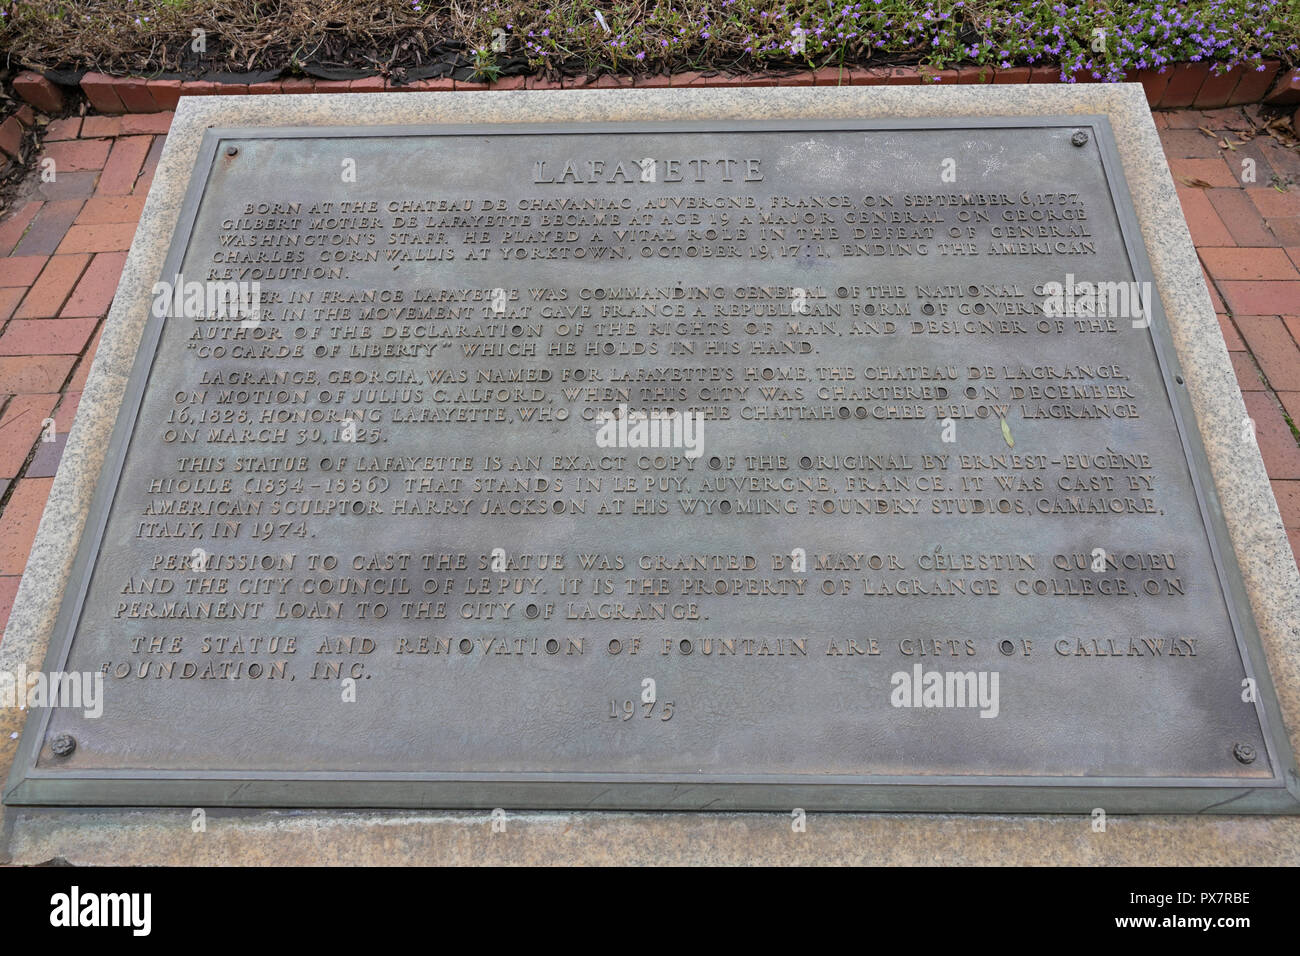 LAFAYETTE
BORN AT THE CHATEAU DE CHAVANIAC, AUVERGNE, FRANCE, ON SEPTEMBER 6, 1757,
GILBERT MOTIER DE LAFAYETTE BECAME AT AGE 19 A MAJOR GENERAL ON GEORGE
WASHINGTON'S STAFF. HE PLAYED A VITAL ROLE IN THE DEFEAT OF GENERAL
CHARLES CORNWALLIS AT YORKTOWN, OCTOBER 19, 1781, ENDING THE AMERICAN
REVOLUTION.
LATER IN FRANCE LAFAYETTE WAS COMMANDING GENERAL OF THE NATIONAL GUARD,
LEADER IN THE MOVEMENT THAT GAVE FRANCE A REPUBLICAN FORM OF GOVERNMENT,
AUTHOR OF THE DECLARATION OF THE RIGHTS OF MAN, AND DESIGNER OF THE
"COCARDE OF LIBERTY" WHICH HE HOLDS IN HIS HAND.
LAGRANGE, GEORGIA, WAS NAMED FOR LAFAYETTE'S HOME, THE CHATEAU DE LAGRANGE,
ON MOTION OF JULIUS C. ALFORD, WHEN THIS CITY WAS CHARTERED ON DECEMBER
16, 1828, HONORING LAFAYETTE, WHO CROSSED THE CHATTAHOOCHEE BELOW LAGRANGE
ON MARCH 30, 1825.
THIS STATUE OF LAFAYETTE IS AN EXACT COPY OF THE ORIGINAL BY ERNEST-EUGÈNE
HIOLLE (1834-1886) THAT STANDS IN LE PUY, AUVERGNE, FRANCE. IT WAS CAST BY
AMERICAN SCULPTOR HARRY JACKSON AT HIS WYOMING FOUNDRY STUDIOS, CAMAIORE,
ITALY, IN 1974.
PERMISSION TO CAST THE STATUE WAS GRANTED BY MAYOR CÉLESTIN QUINCIEU
AND THE CITY COUNCIL OF LE PUY. IT IS THE PROPERTY OF LAGRANGE COLLEGE, ON
PERMANENT LOAN TO THE CITY OF LAGRANGE.
THE STATUE AND RENOVATION OF FOUNTAIN ARE GIFTS OF CALLAWAY
FOUNDATION, INC.
1975
alamy
alamy stock photo
PX7RBE
www.alamy.com